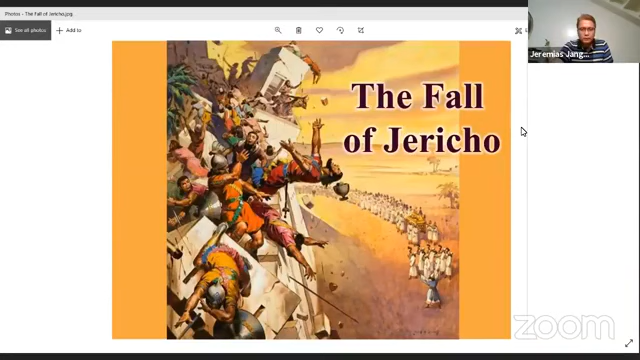 Photos - The Fall of Jericho.jpg
See all photos
Add to
Jeremias Jang...
The Fall
of Jericho
zoom